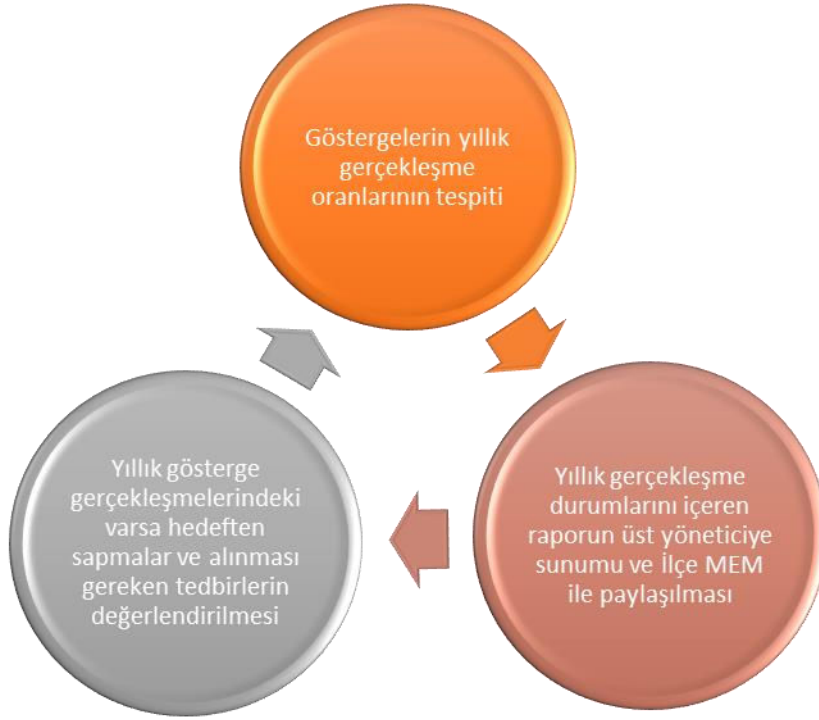 Göstergelerin yıllık
gerçekleşme
oranlarının tespiti
Yıllık gerçekleşme
durumlarını içeren
raporun üst yöneticiye
sunumu ve İlçe MEM
ile paylaşılması
Yıllık gösterge
gerçekleşmelerindeki
varsa hedeften
sapmalar ve alınması
gereken tedbirlerin
değerlendirilmesi